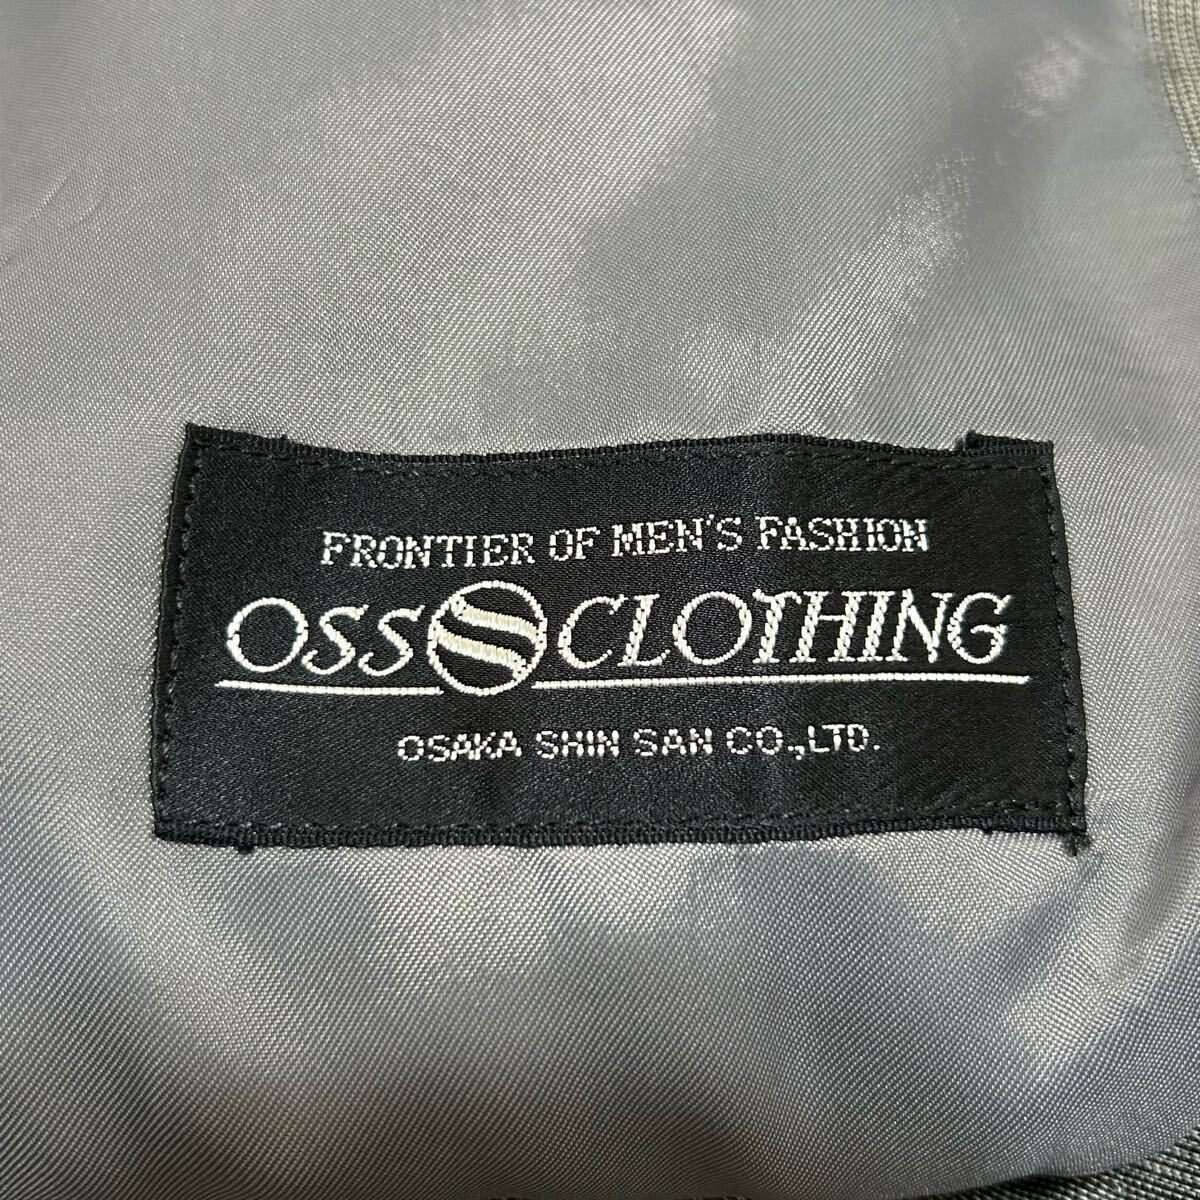 FRONTIER OF MEN'S FASHION
OSS CLOTHING
OSAKA SHIN SAN CO.,LTD.